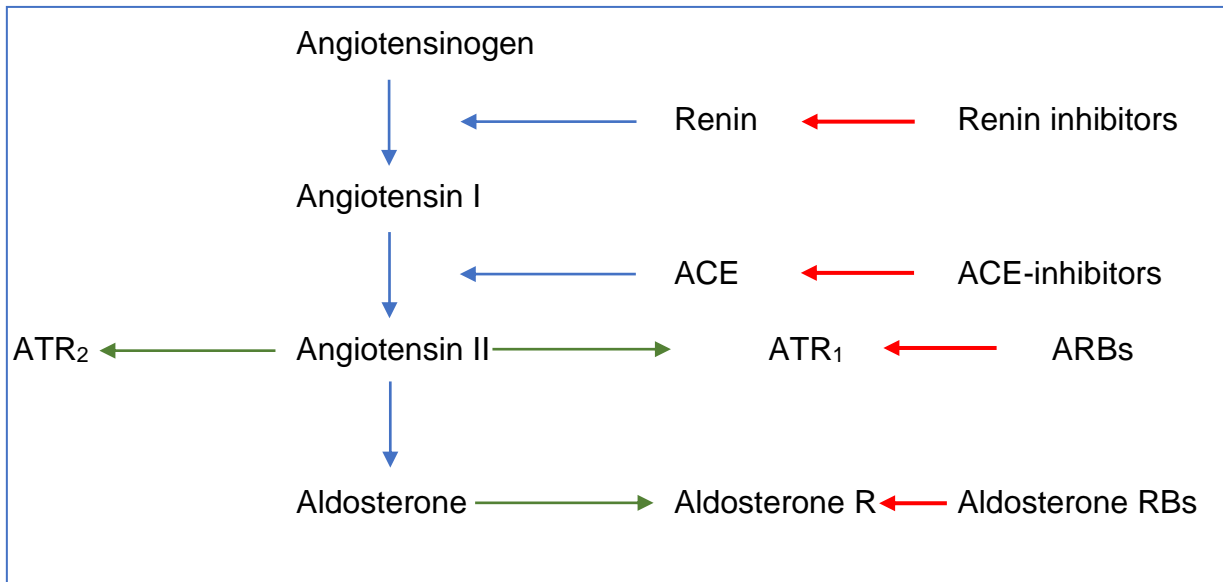 Angiotensinogen
Renin Renin inhibitors
Angiotensin I
ACE ACE-inhibitors
ATR₂ Angiotensin II ATR₁ ARBs
Aldosterone Aldosterone R Aldosterone RBs